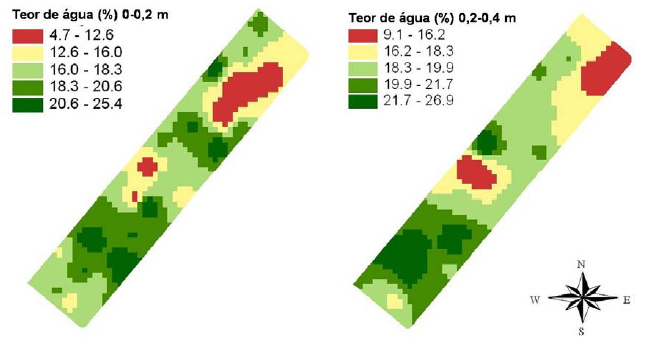 Teor de água (%) 0-0,2 m
4.7 - 12.6
12.6 - 16.0
16.0 - 18.3
18.3 - 20.6
20.6 - 25.4
Teor de água (%) 0,2-0,4 m
9.1 - 16.2
16.2 - 18.3
18.3 - 19.9
19.9 - 21.7
21.7 - 26.9
N
W E
S